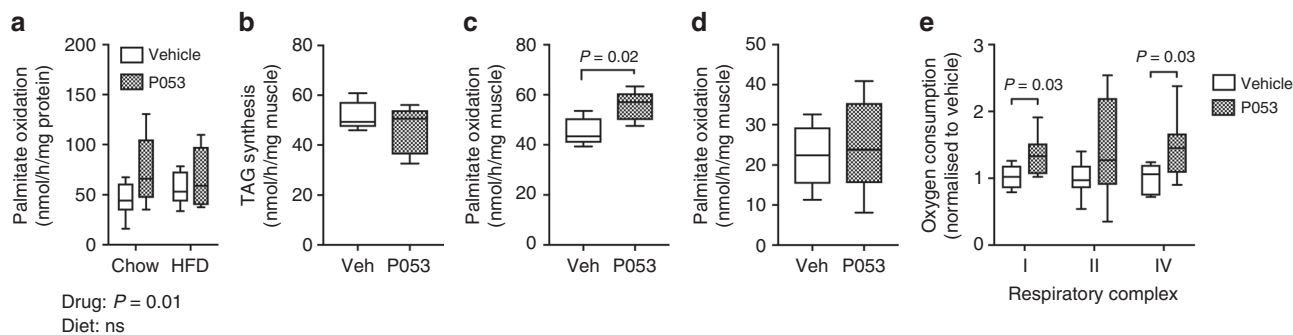 a
Palmitate oxidation
(nmol/h/mg protein)
200
150
100
50
0
Vehicle
P053
Chow HFD
Drug: P = 0.01
Diet: ns
b
TAG synthesis
(nmol/h/mg muscle)
80
60
40
20
0
Veh P053
c
Palmitate oxidation
(nmol/h/mg muscle)
80
60
40
20
0
P = 0.02
Veh P053
d
Palmitate oxidation
(nmol/h/mg muscle)
50
40
30
20
10
0
Veh P053
e
Oxygen consumption
(normalised to vehicle)
3
2
1
0
P = 0.03
P = 0.03
I II IV
Respiratory complex
Vehicle
P053